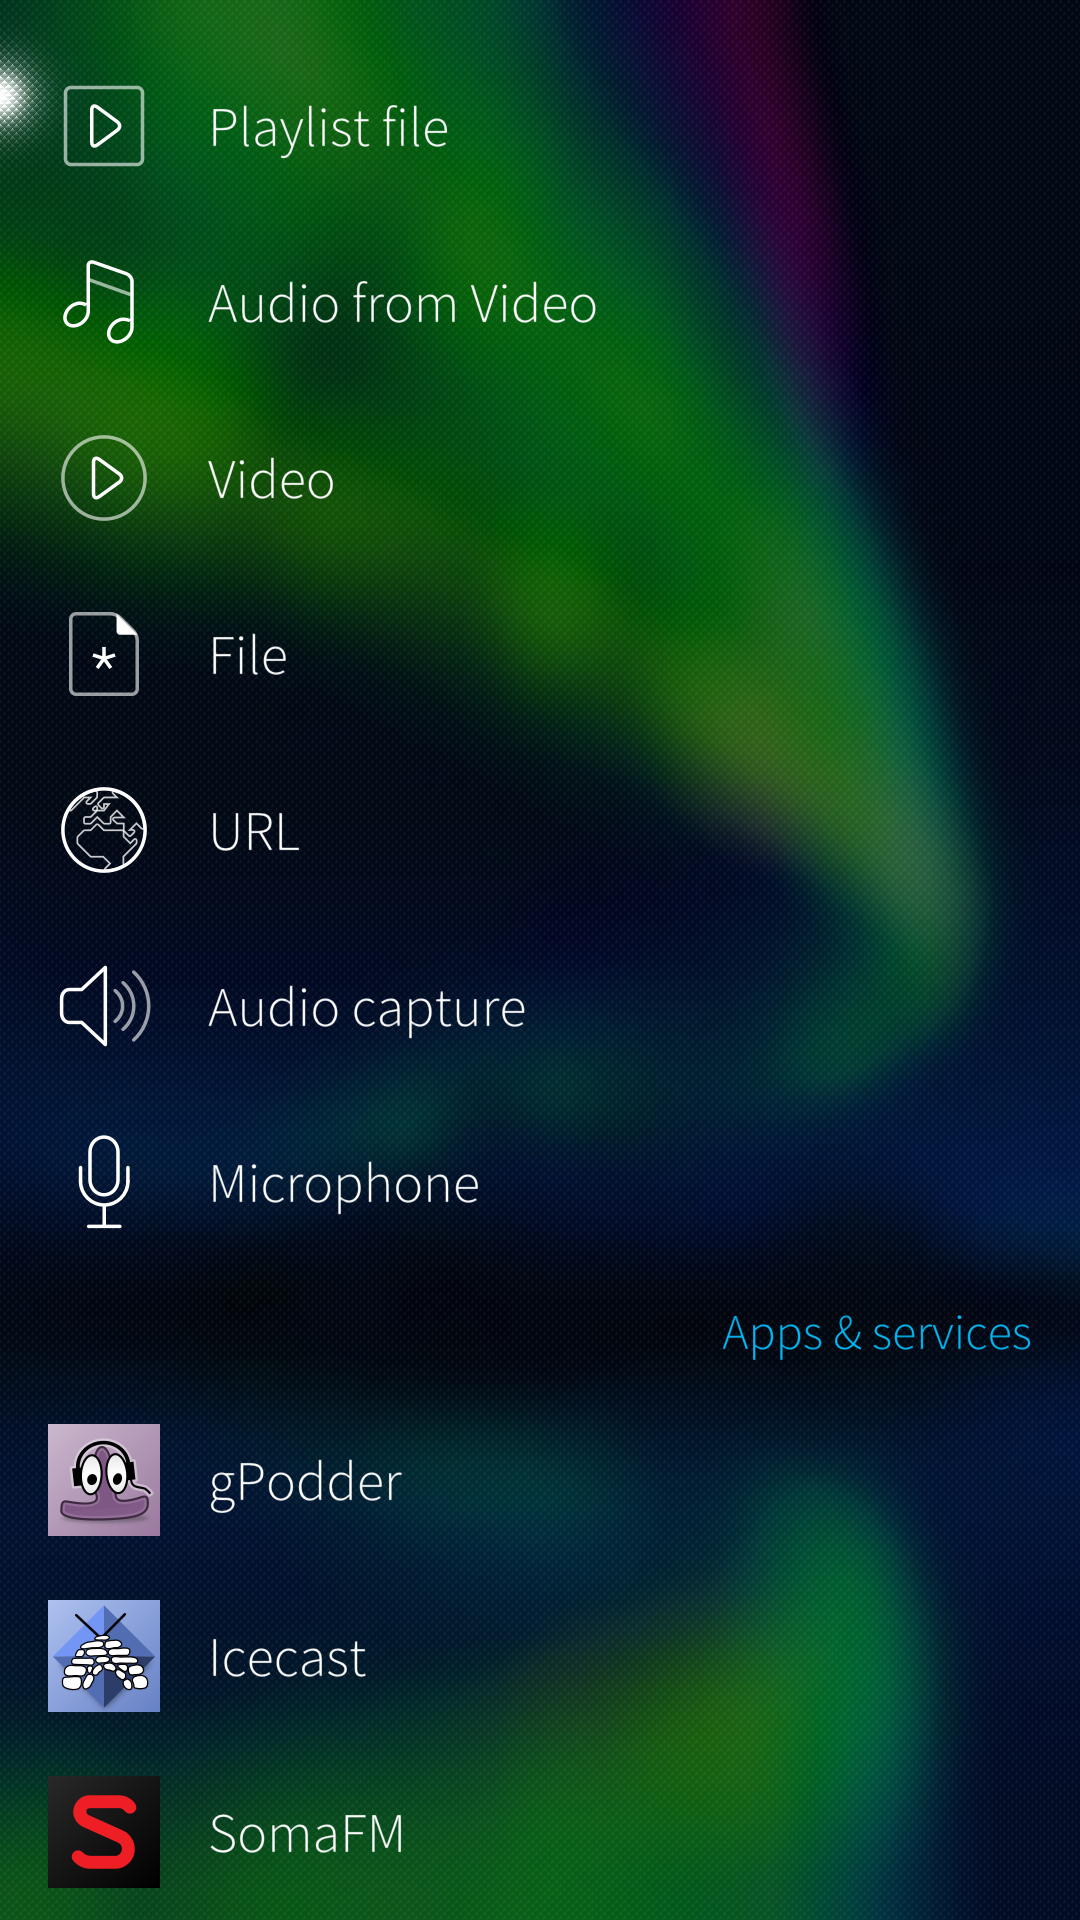 Playlist file
Audio from Video
Video
File
URL
Audio capture
Microphone
Apps & services
gPodder
Icecast
SomaFM